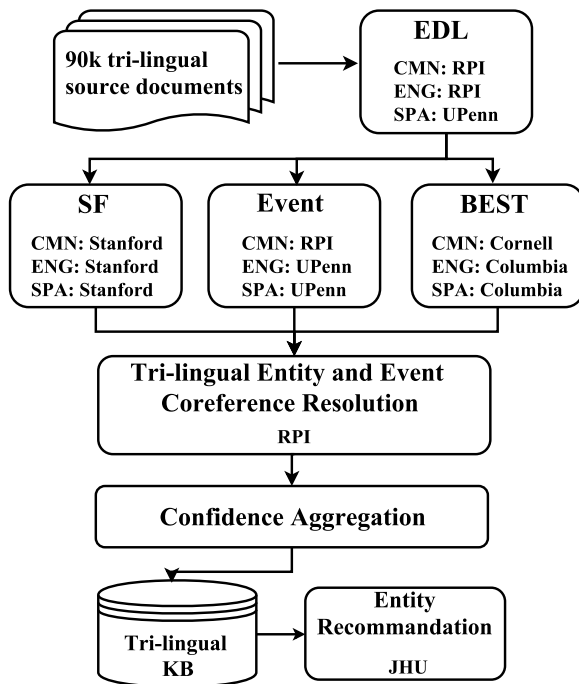 90k tri-lingual
source documents
EDL
CMN: RPI
ENG: RPI
SPA: UPenn
SF
CMN: Stanford
ENG: Stanford
SPA: Stanford
Event
CMN: RPI
ENG: UPenn
SPA: UPenn
BEST
CMN: Cornell
ENG: Columbia
SPA: Columbia
Tri-lingual Entity and Event
Coreference Resolution
RPI
Confidence Aggregation
Tri-lingual
KB
Entity
Recommandation
JHU